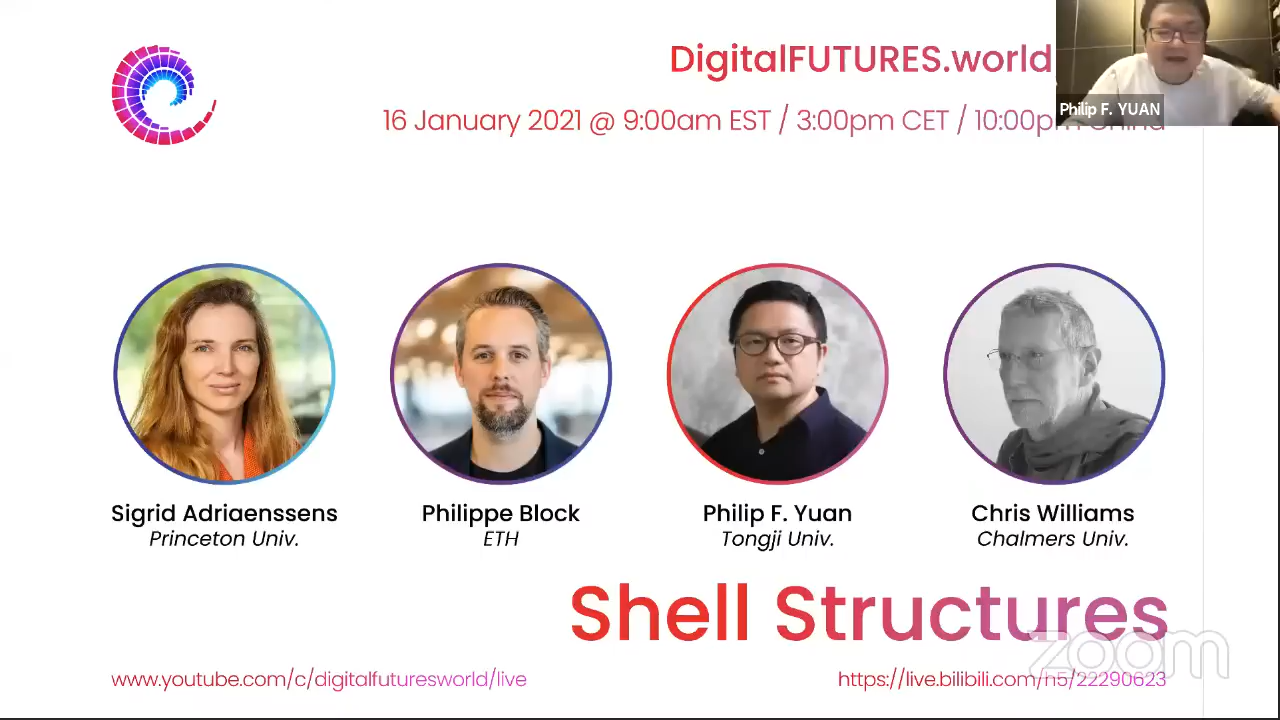 DigitalFUTURES.world
Philip F. YUAN
16 January 2021 @ 9:00am EST / 3:00pm CET / 10:00pm China
Sigrid Adriaenssens
Princeton Univ.
Philippe Block
ETH
Philip F. Yuan
Tongji Univ.
Chris Williams
Chalmers Univ.
Shell Structures
zoom
www.youtube.com/c/digitalfuturesworld/live
https://live.bilibili.com/h5/22290623